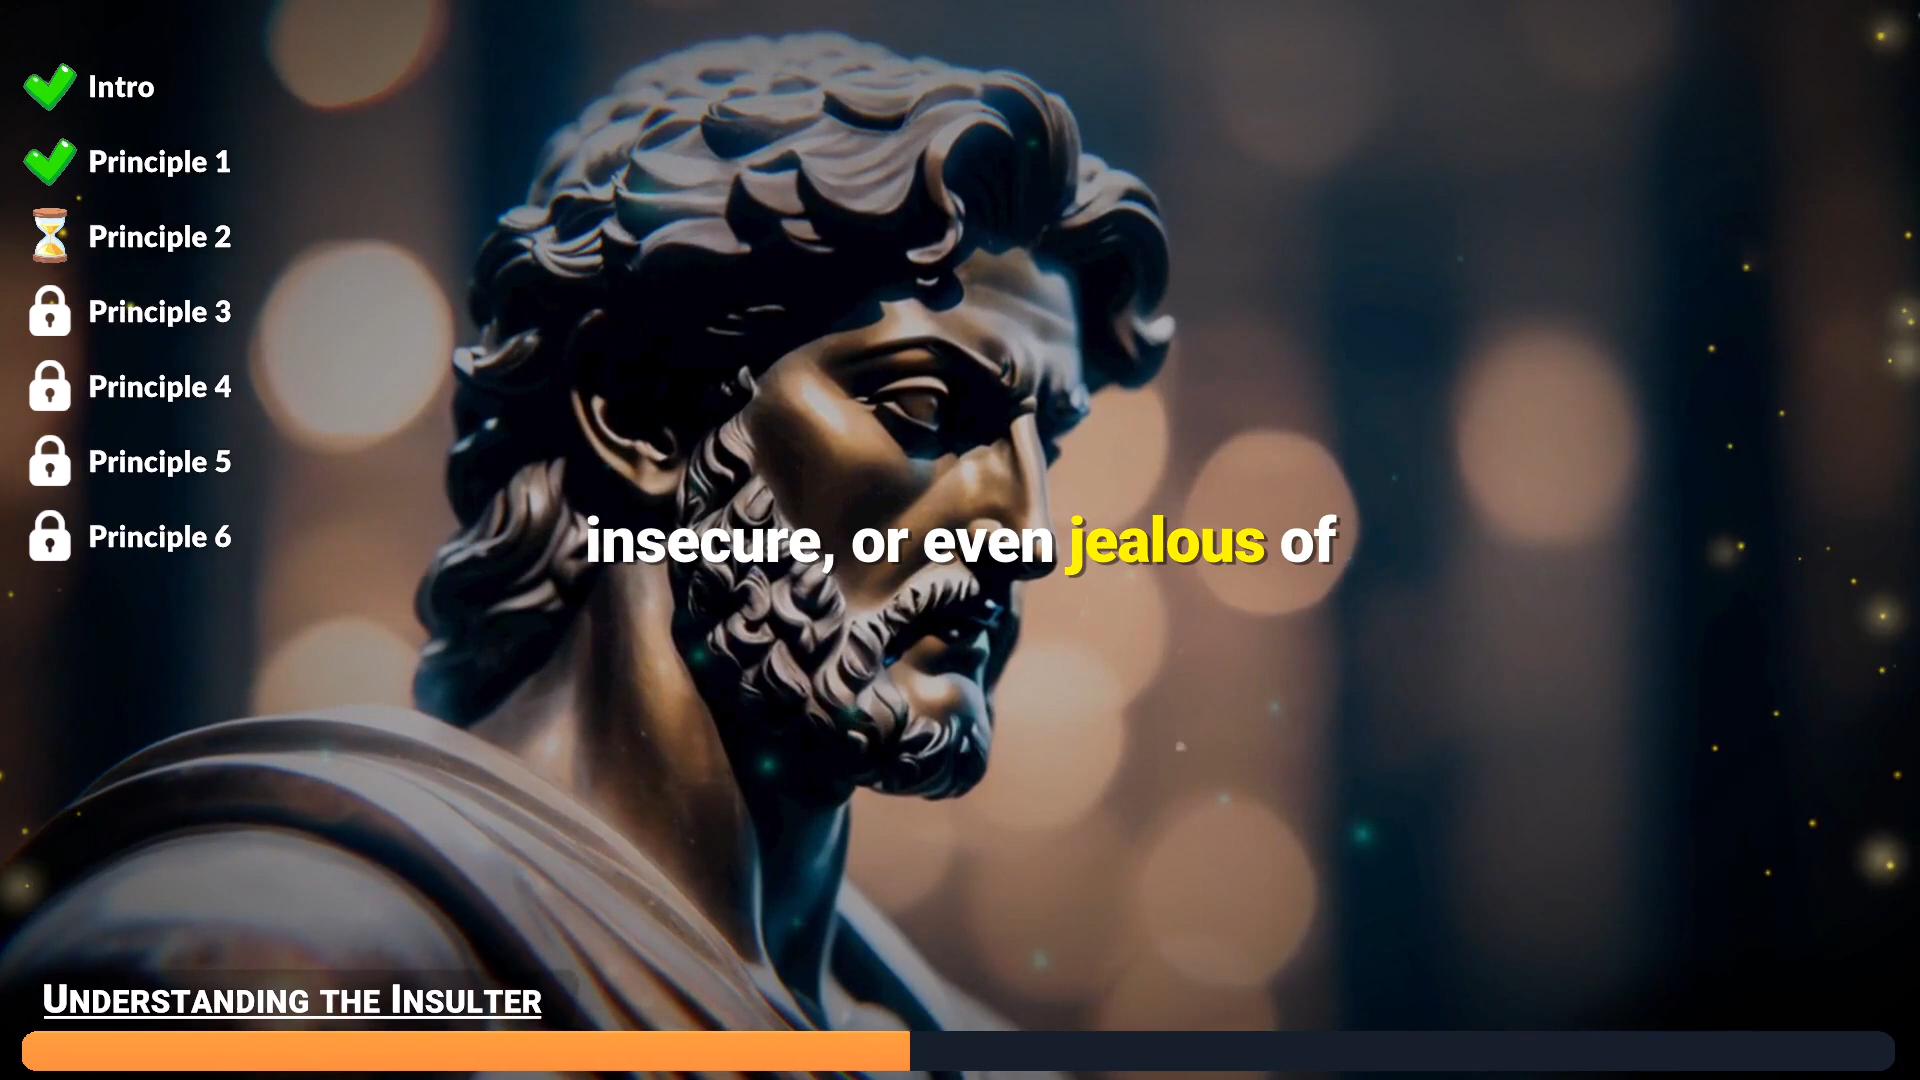 Intro
Principle 1
Principle 2
Principle 3
Principle 4
Principle 5
Principle 6
insecure, or even jealous of
Understanding the Insulter